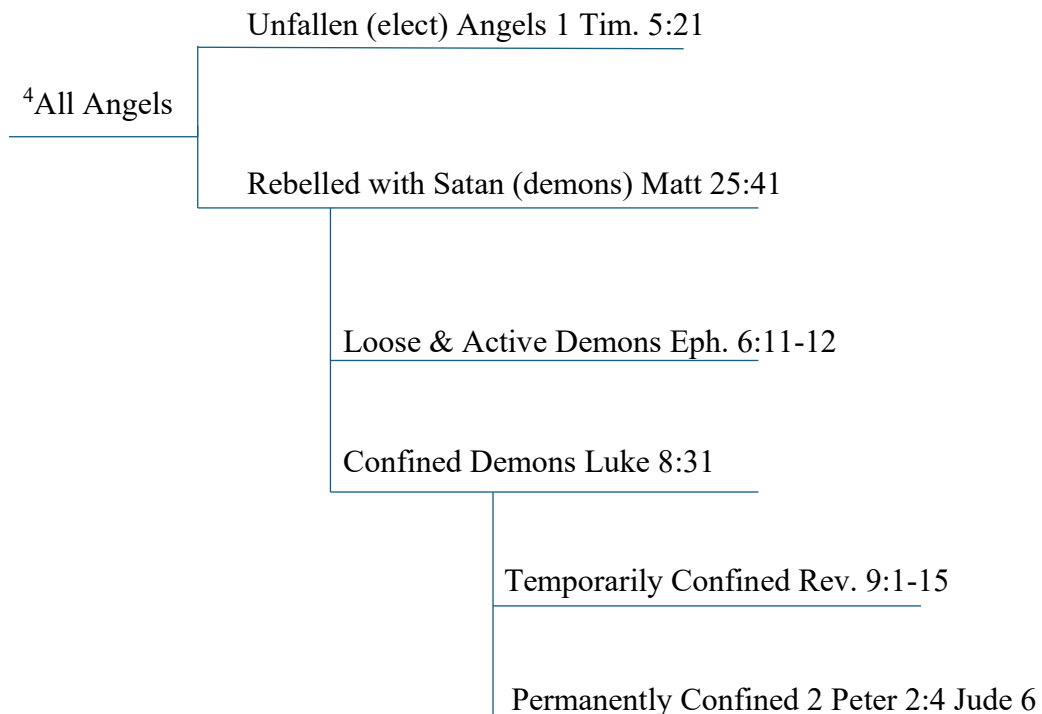 Unfallen (elect) Angels 1 Tim. 5:21
⁴All Angels
Rebelled with Satan (demons) Matt 25:41
Loose & Active Demons Eph. 6:11-12
Confined Demons Luke 8:31
Temporarily Confined Rev. 9:1-15
Permanently Confined 2 Peter 2:4 Jude 6